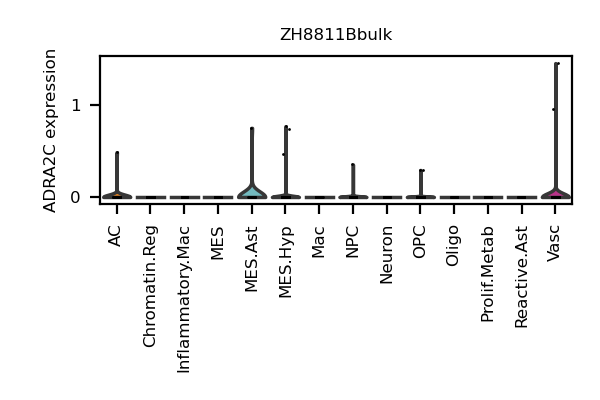 ZH8811Bbulk
ADRA2C expression
1
0
AC
Chromatin.Reg
Inflammatory.Mac
MES
MES.Ast
MES.Hyp
Mac
NPC
Neuron
OPC
Oligo
Prolif.Metab
Reactive.Ast
Vasc